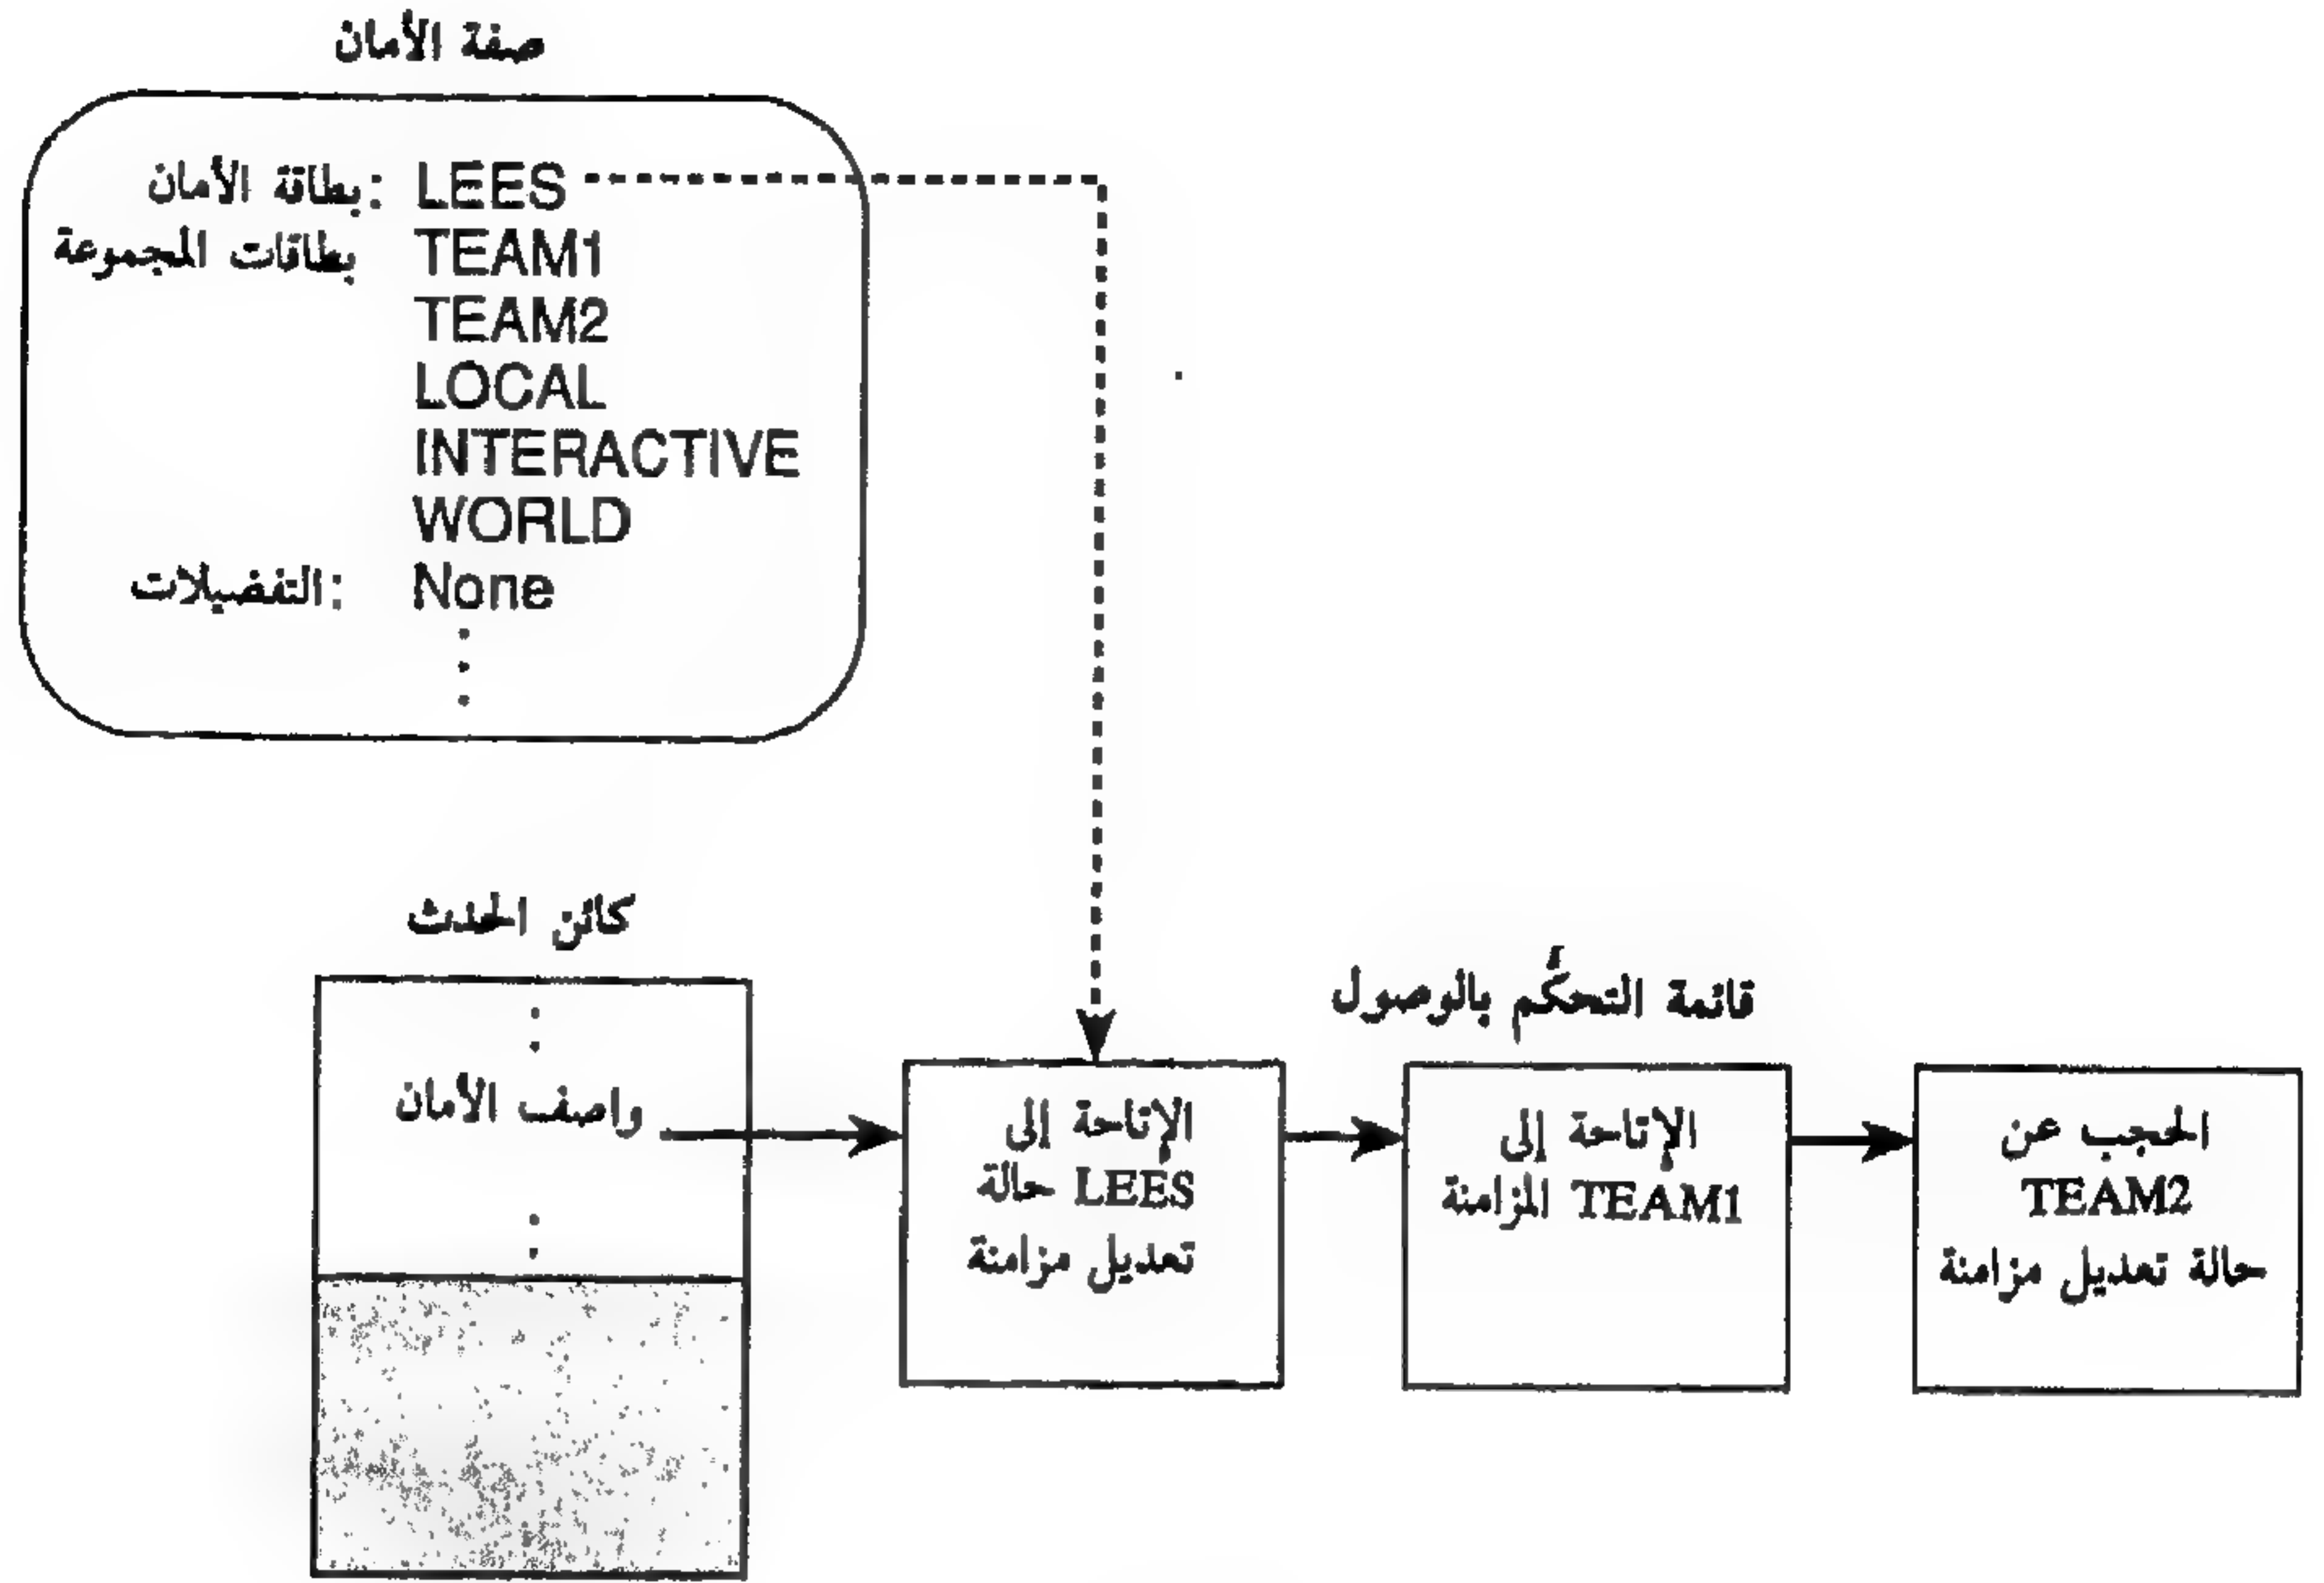 صفة الأمان
بطاقة الأمان: LEES
بطاقات المجموعة TEAM1
TEAM2
LOCAL
INTERACTIVE
WORLD
التفضيلات: None
كائن الحدث
واصف الأمان
قائمة التحكُّم بالوصول
الإتاحة إلى
LEES حالة
تعديل مزامنة
الإتاحة إلى
TEAM1 المزامنة
الحجب عن
TEAM2
حالة تعديل مزامنة